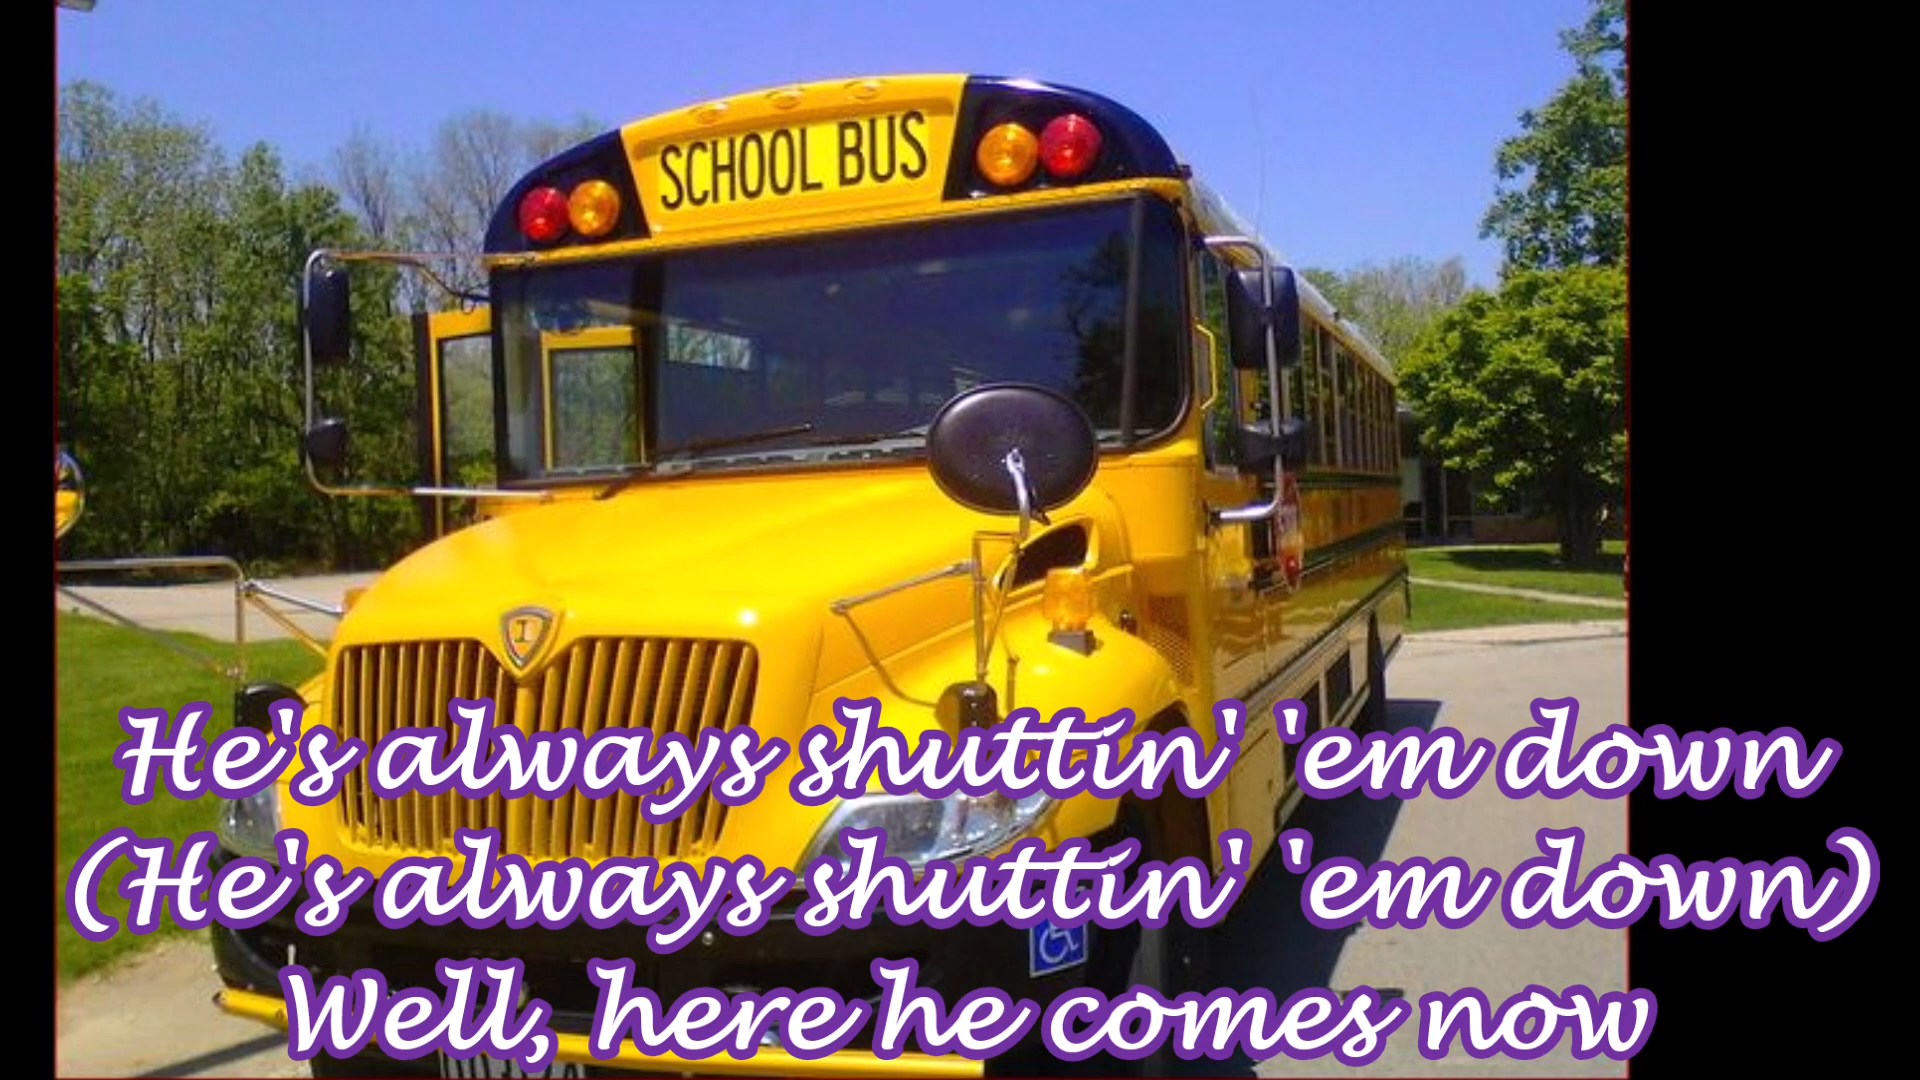 SCHOOL BUS
He's always shuttin' 'em down
(He's always shuttin' 'em down)
Well, here he comes now